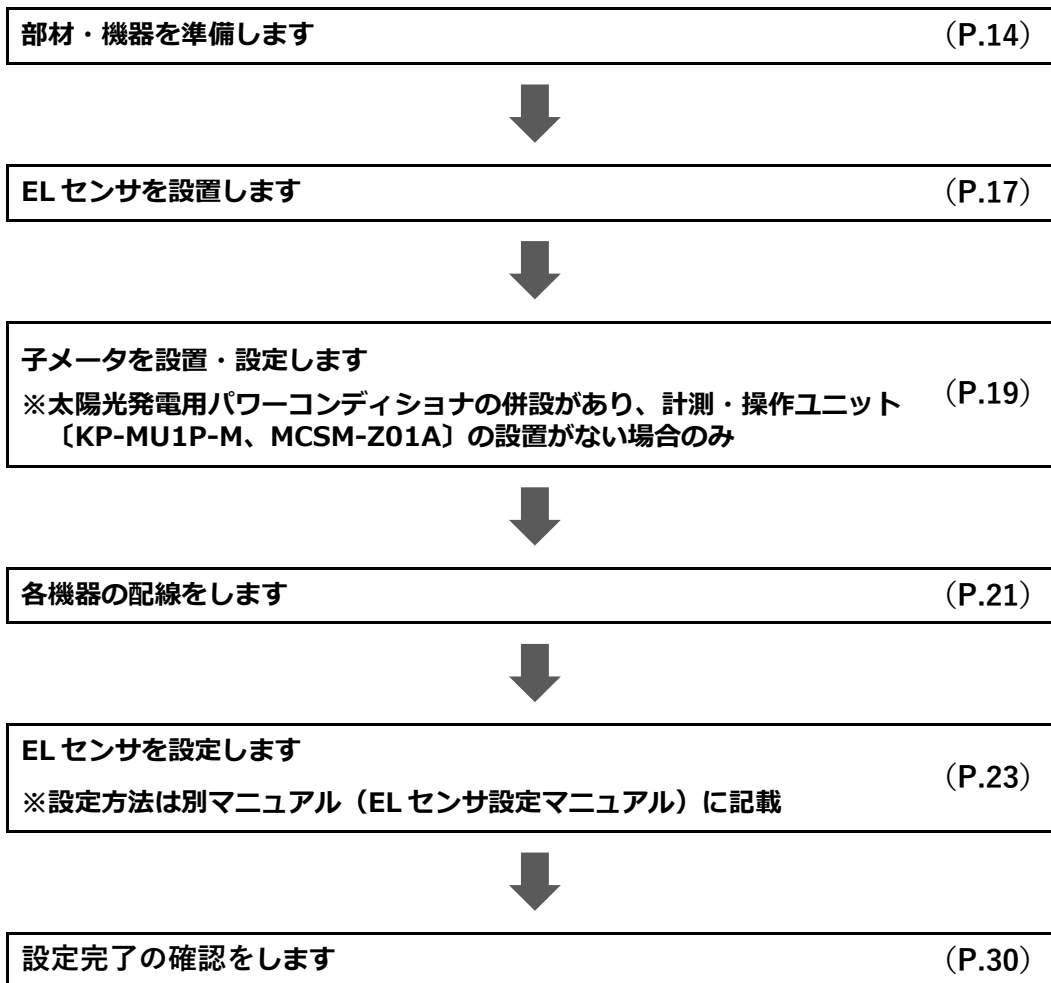 部材・機器を準備します (P.14)
EL センサを設置します (P.17)
子メータを設置・設定します
※太陽光発電用パワーコンディショナの併設があり、計測・操作ユニット (P.19)
〔KP-MU1P-M、MCSM-Z01A〕の設置がない場合のみ
各機器の配線をします (P.21)
EL センサを設定します
(P.23)
※設定方法は別マニュアル（EL センサ設定マニュアル）に記載
設定完了の確認をします (P.30)